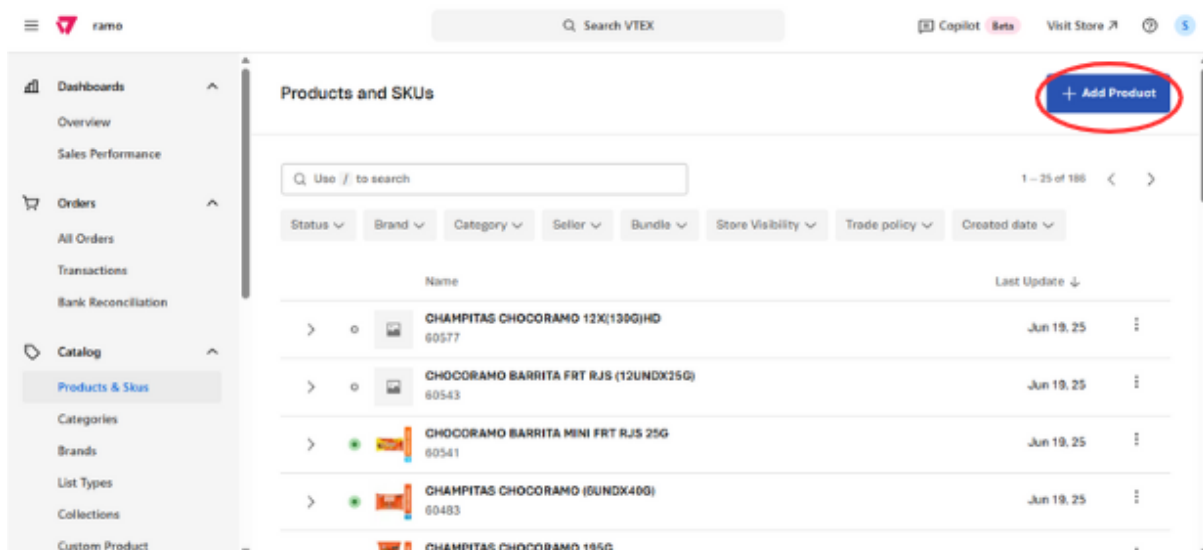 ramo
Search VTEX
Copilot Beta
Visit Store
S
Dashboards
Overview
Sales Performance
Orders
All Orders
Transactions
Bank Reconciliation
Catalog
Products & Skus
Categories
Brands
List Types
Collections
Custom Product
Products and SKUs
+ Add Product
Use / to search
1 – 25 of 186
Status
Brand
Category
Seller
Bundle
Store Visibility
Trade policy
Created date
Name
Last Update ↓
CHAMPITAS CHOCORAMO 12X(130G)HD
60577
Jun 19, 25
CHOCORAMO BARRITA FRT RJS (12UNDX25G)
60543
Jun 19, 25
CHOCORAMO BARRITA MINI FRT RJS 25G
60541
Jun 19, 25
CHAMPITAS CHOCORAMO (6UNDX40G)
60483
Jun 19, 25
CHAMPITAS CHOCORAMO 195G